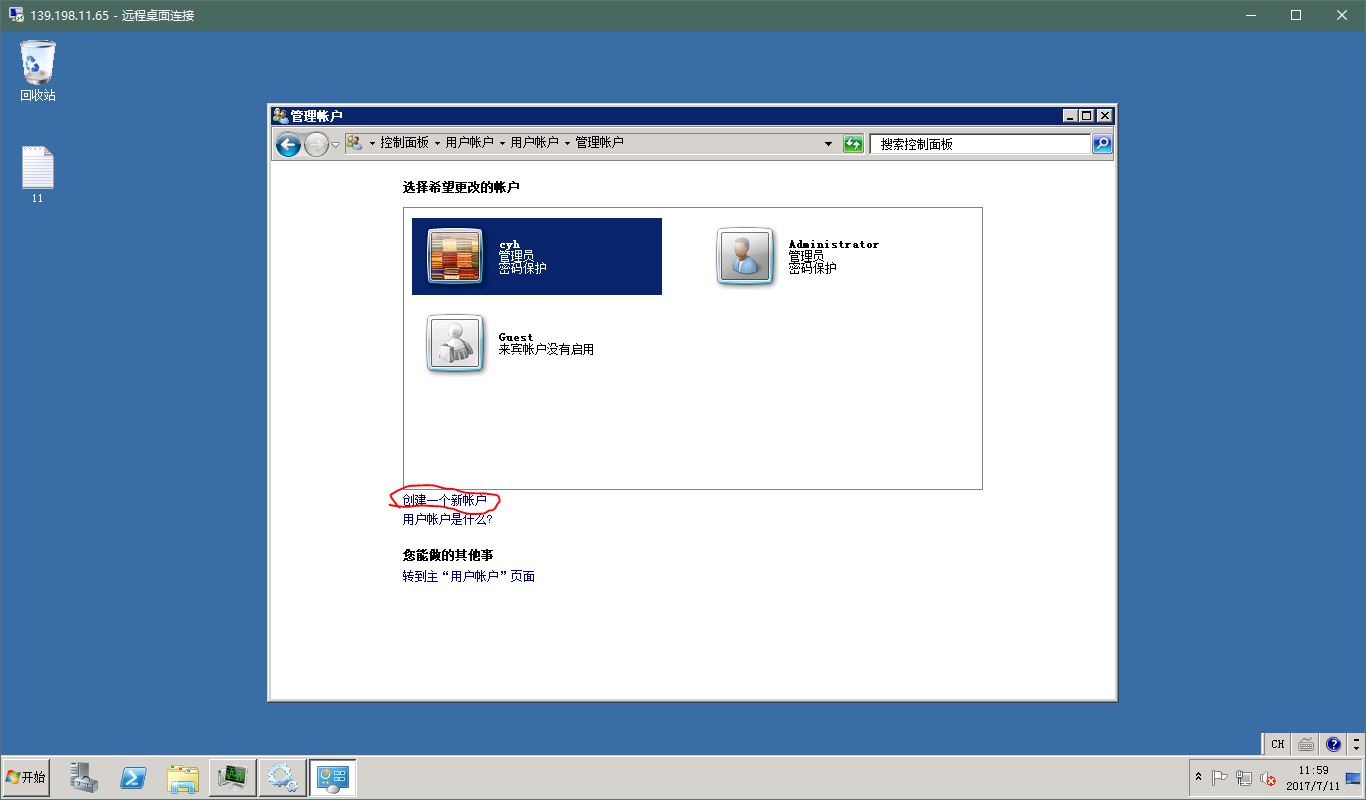 139.198.11.65 - 远程桌面连接
回收站
11
管理帐户
控制面板 用户帐户 用户帐户 管理帐户
搜索控制面板
选择希望更改的帐户
cyh
管理员
密码保护
Administrator
管理员
密码保护
Guest
来宾帐户没有启用
创建一个新帐户
用户帐户是什么?
您能做的其他事
转到主“用户帐户”页面
CH
开始
11:59
2017/7/11